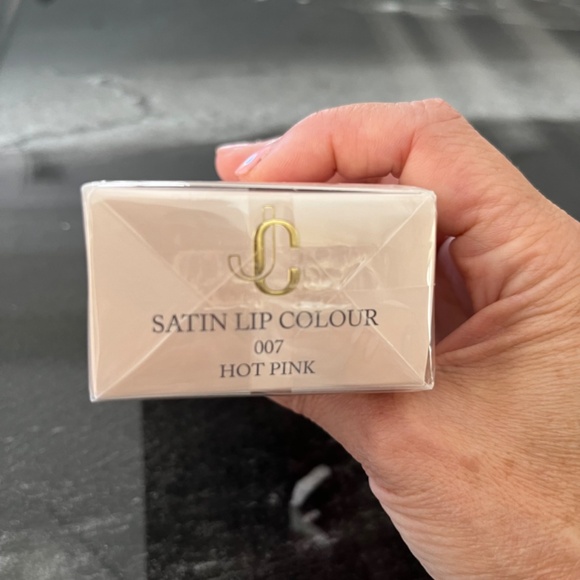 JC
SATIN LIP COLOUR
007
HOT PINK